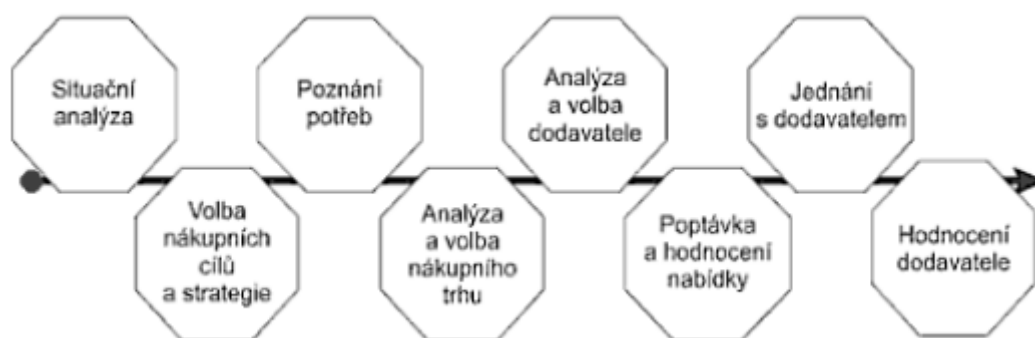 Situační
analýza
Volba
nákupních
cílů
a strategie
Poznání
potřeb
Analýza
a volba
nákupního
trhu
Analýza
a volba
dodavatele
Poptávka
a hodnocení
nabídky
Jednání
s dodavatelem
Hodnocení
dodavatele